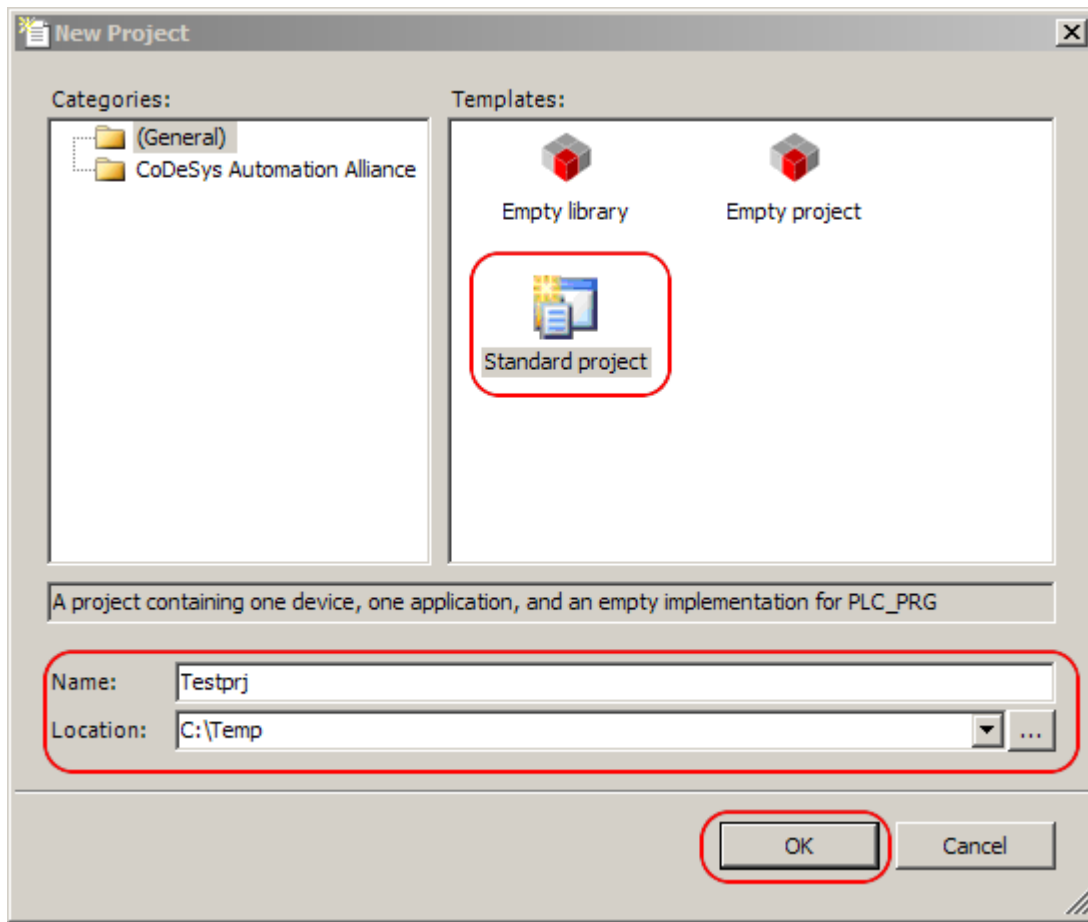 New Project
Categories:
Templates:
(General)
CoDeSys Automation Alliance
Empty library
Empty project
Standard project
A project containing one device, one application, and an empty implementation for PLC_PRG
Name:
Testprj
Location:
C:\Temp
...
OK
Cancel